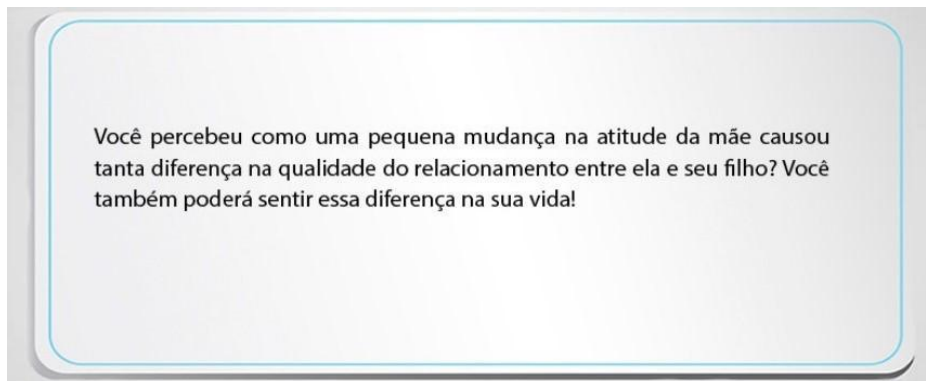 Você percebeu como uma pequena mudança na atitude da mãe causou
tanta diferença na qualidade do relacionamento entre ela e seu filho? Você
também poderá sentir essa diferença na sua vida!